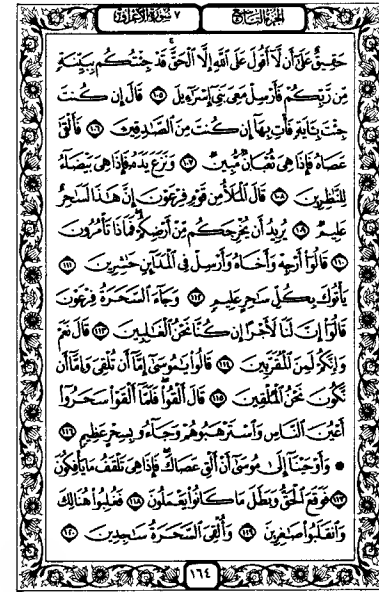 الجزء التاسع
٧ سورة الأعراف
حَقِيقٌ عَلَىٰٓ أَن لَّآ أَقُولَ عَلَى ٱللَّهِ إِلَّا ٱلْحَقَّ قَدْ جِئْتُكُم بِبَيِّنَةٍ
مِّن رَّبِّكُمْ فَأَرْسِلْ مَعِىَ بَنِىٓ إِسْرَٰٓءِيلَ ١٠٥ قَالَ إِن كُنتَ
جِئْتَ بِـَٔايَةٍ فَأْتِ بِهَآ إِن كُنتَ مِنَ ٱلصَّٰدِقِينَ ١٠٦ فَأَلْقَىٰ
عَصَاهُ فَإِذَا هِىَ ثُعْبَانٌ مُّبِينٌ ١٠٧ وَنَزَعَ يَدَهُۥ فَإِذَا هِىَ بَيْضَآءُ
لِلنَّٰظِرِينَ ١٠٨ قَالَ ٱلْمَلَأُ مِن قَوْمِ فِرْعَوْنَ إِنَّ هَٰذَا لَسَٰحِرٌ
عَلِيمٌ ١٠٩ يُرِيدُ أَن يُخْرِجَكُم مِّنْ أَرْضِكُمْ فَمَاذَا تَأْمُرُونَ
١١٠ قَالُوٓا۟ أَرْجِهْ وَأَخَاهُ وَأَرْسِلْ فِى ٱلْمَدَآئِنِ حَٰشِرِينَ ١١١
يَأْتُوكَ بِكُلِّ سَٰحِرٍ عَلِيمٍ ١١٢ وَجَآءَ ٱلسَّحَرَةُ فِرْعَوْنَ
قَالُوٓا۟ إِنَّ لَنَا لَأَجْرًا إِن كُنَّا نَحْنُ ٱلْغَٰلِبِينَ ١١٣ قَالَ نَعَمْ
وَإِنَّكُمْ لَمِنَ ٱلْمُقَرَّبِينَ ١١٤ قَالُوا۟ يَٰمُوسَىٰٓ إِمَّآ أَن تُلْقِىَ وَإِمَّآ أَن
نَّكُونَ نَحْنُ ٱلْمُلْقِينَ ١١٥ قَالَ أَلْقُوا۟ فَلَمَّآ أَلْقَوْا۟ سَحَرُوٓا۟
أَعْيُنَ ٱلنَّاسِ وَٱسْتَرْهَبُوهُمْ وَجَآءُو بِسِحْرٍ عَظِيمٍ ١١٦
وَأَوْحَيْنَآ إِلَىٰ مُوسَىٰٓ أَنْ أَلْقِ عَصَاكَ فَإِذَا هِىَ تَلْقَفُ مَا يَأْفِكُونَ
١١٧ فَوَقَعَ ٱلْحَقُّ وَبَطَلَ مَا كَانُوا۟ يَعْمَلُونَ ١١٨ فَغُلِبُوا۟ هُنَالِكَ
وَٱنقَلَبُوا۟ صَٰغِرِينَ ١١٩ وَأُلْقِىَ ٱلسَّحَرَةُ سَٰجِدِينَ ١٢٠
١٦٤